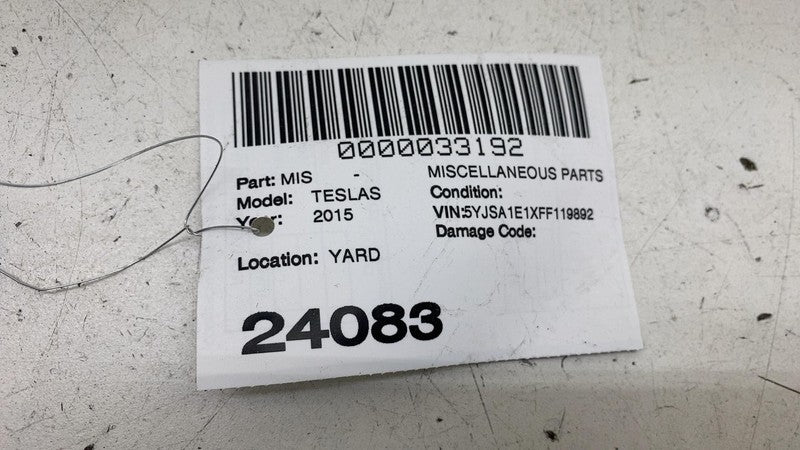 0000033192
Part: MIS - MISCELLANEOUS PARTS
Model: TESLAS Condition:
Year: 2015 VIN:5YJSA1E1XFF119892
Damage Code:
Location: YARD
24083